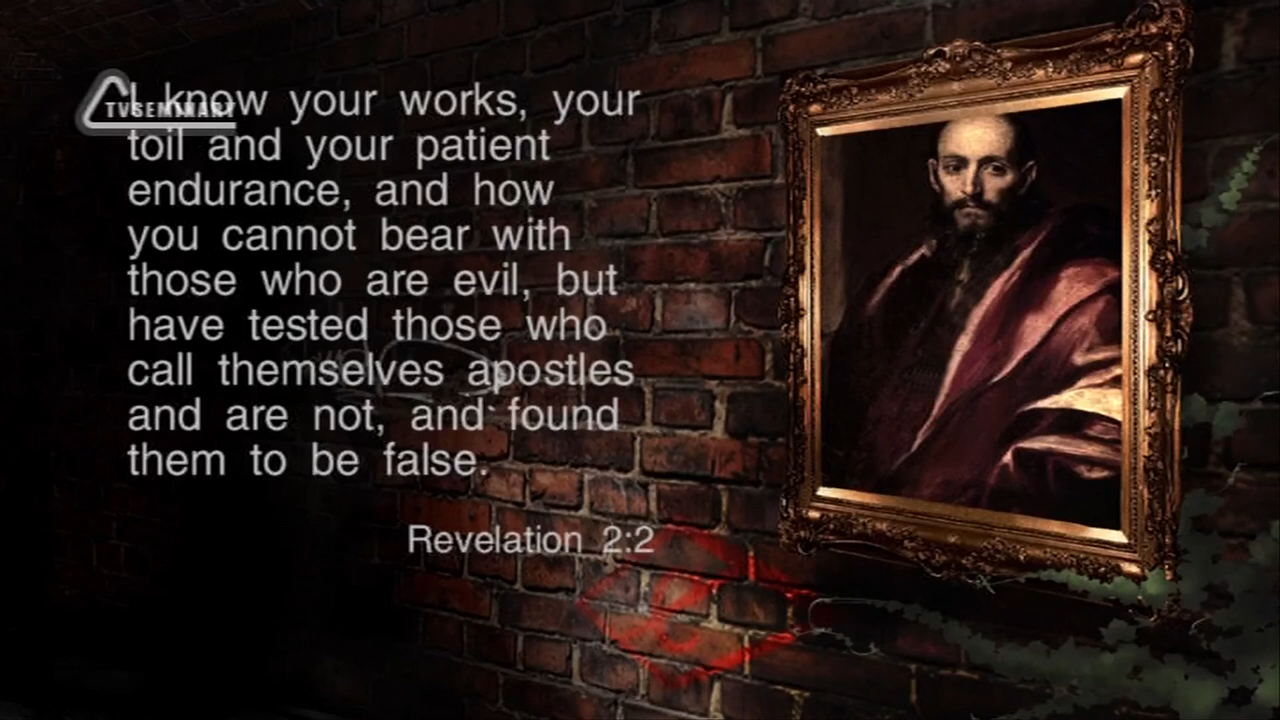 TVSEMINARY
I know your works, your
toil and your patient
endurance, and how
you cannot bear with
those who are evil, but
have tested those who
call themselves apostles
and are not, and found
them to be false.
Revelation 2:2